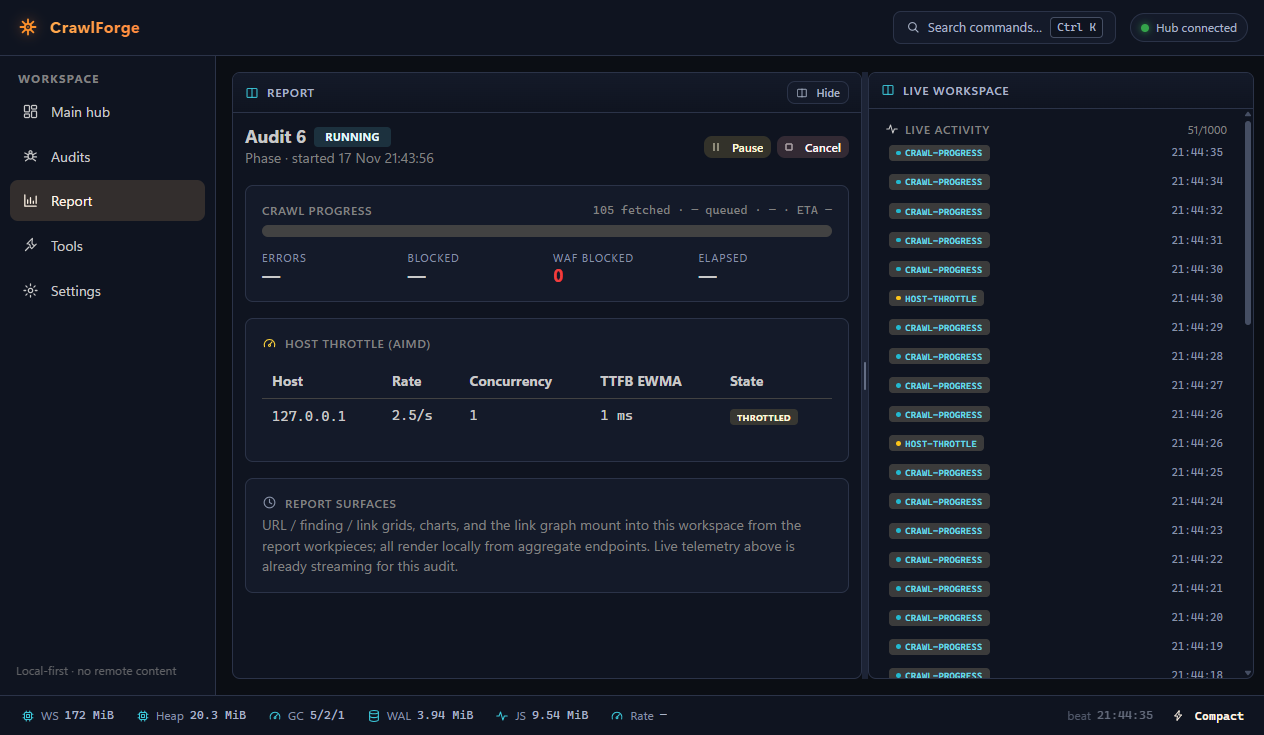 CrawlForge
Search commands... Ctrl K
Hub connected
WORKSPACE
Main hub
Audits
Report
Tools
Settings
Local-first · no remote content
REPORT
Hide
Audit 6 RUNNING
Phase · started 17 Nov 21:43:56
Pause Cancel
CRAWL PROGRESS 105 fetched · — queued · — · ETA —
ERRORS BLOCKED WAF BLOCKED ELAPSED
— — 0 —
HOST THROTTLE (AIMD)
Host Rate Concurrency TTFB EWMA State
127.0.0.1 2.5/s 1 1 ms THROTTLED
REPORT SURFACES
URL / finding / link grids, charts, and the link graph mount into this workspace from the
report workpieces; all render locally from aggregate endpoints. Live telemetry above is
already streaming for this audit.
LIVE WORKSPACE
LIVE ACTIVITY 51/1000
CRAWL-PROGRESS 21:44:35
CRAWL-PROGRESS 21:44:34
CRAWL-PROGRESS 21:44:32
CRAWL-PROGRESS 21:44:31
CRAWL-PROGRESS 21:44:30
HOST-THROTTLE 21:44:30
CRAWL-PROGRESS 21:44:29
CRAWL-PROGRESS 21:44:28
CRAWL-PROGRESS 21:44:27
CRAWL-PROGRESS 21:44:26
HOST-THROTTLE 21:44:26
CRAWL-PROGRESS 21:44:25
CRAWL-PROGRESS 21:44:24
CRAWL-PROGRESS 21:44:23
CRAWL-PROGRESS 21:44:22
CRAWL-PROGRESS 21:44:21
CRAWL-PROGRESS 21:44:20
CRAWL-PROGRESS 21:44:19
CRAWL-PROGRESS 21:44:18
WS 172 MiB Heap 20.3 MiB GC 5/2/1 WAL 3.94 MiB JS 9.54 MiB Rate — beat 21:44:35 Compact